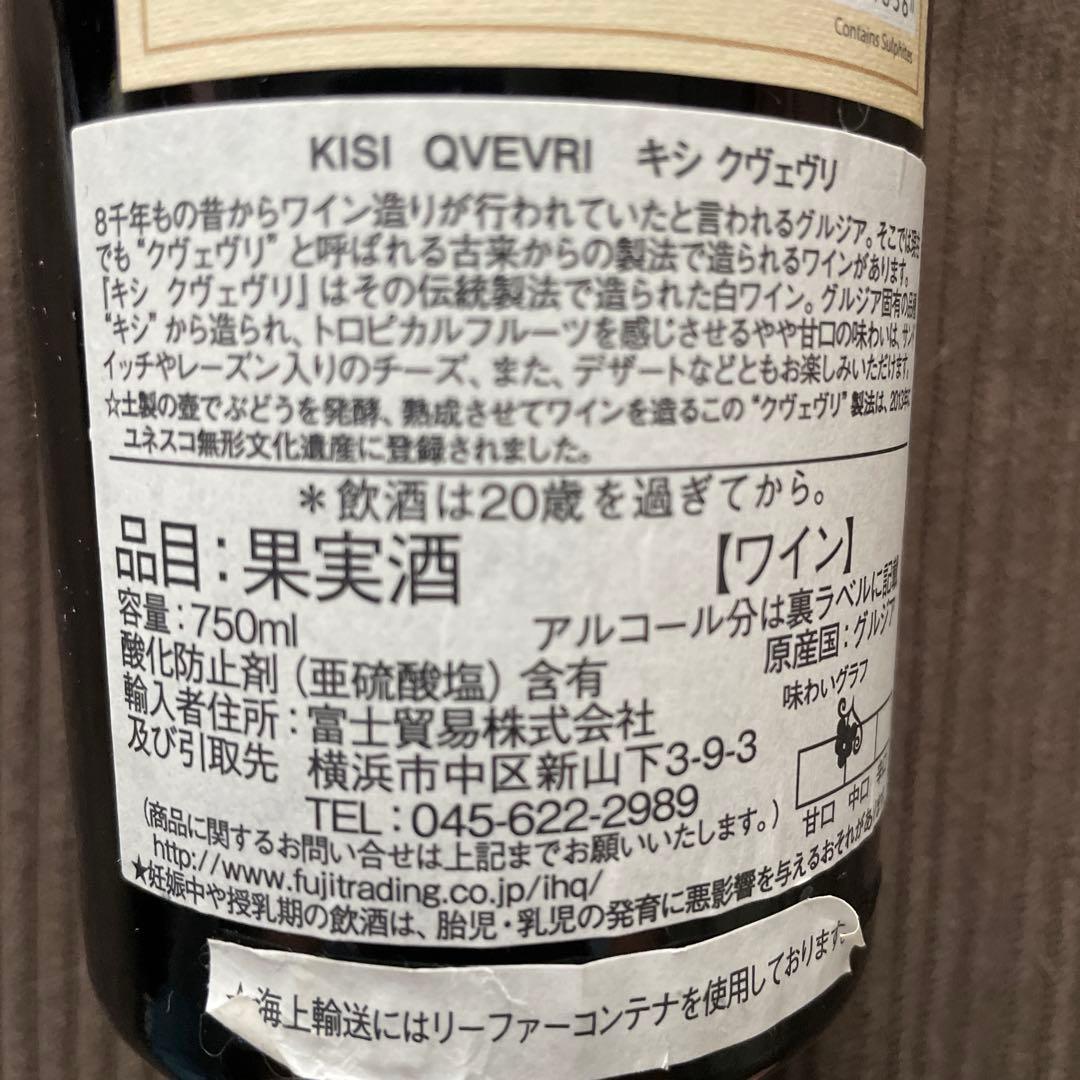 Contains Sulphites
KISI QVEVRI キシ クヴェヴリ
8千年もの昔からワイン造りが行われていたと言われるグルジア。そこでは
でも“クヴェヴリ”と呼ばれる古来からの製法で造られるワインがあります。
『キシ クヴェヴリ』はその伝統製法で造られた白ワイン。グルジア固有の品
“キシ”から造られ、トロピカルフルーツを感じさせるやや甘口の味わいは、サン
イッチやレーズン入りのチーズ、また、デザートなどともお楽しみいただけます。
☆土製の壺でぶどうを発酵、熟成させてワインを造るこの“クヴェヴリ”製法は、2013年
ユネスコ無形文化遺産に登録されました。
＊飲酒は20歳を過ぎてから。
品目：果実酒 【ワイン】
容量：750ml アルコール分は裏ラベルに記載
酸化防止剤（亜硫酸塩）含有 原産国：グルジア
輸入者住所：富士貿易株式会社 味わいグラフ
及び引取先 横浜市中区新山下3-9-3
TEL：045-622-2989
甘口 中口
(商品に関するお問い合せは上記までお願いいたします。)
http://www.fujitrading.co.jp/ihq/
★妊娠中や授乳期の飲酒は、胎児・乳児の発育に悪影響を与えるおそれがあり
☆海上輸送にはリーファーコンテナを使用しております。